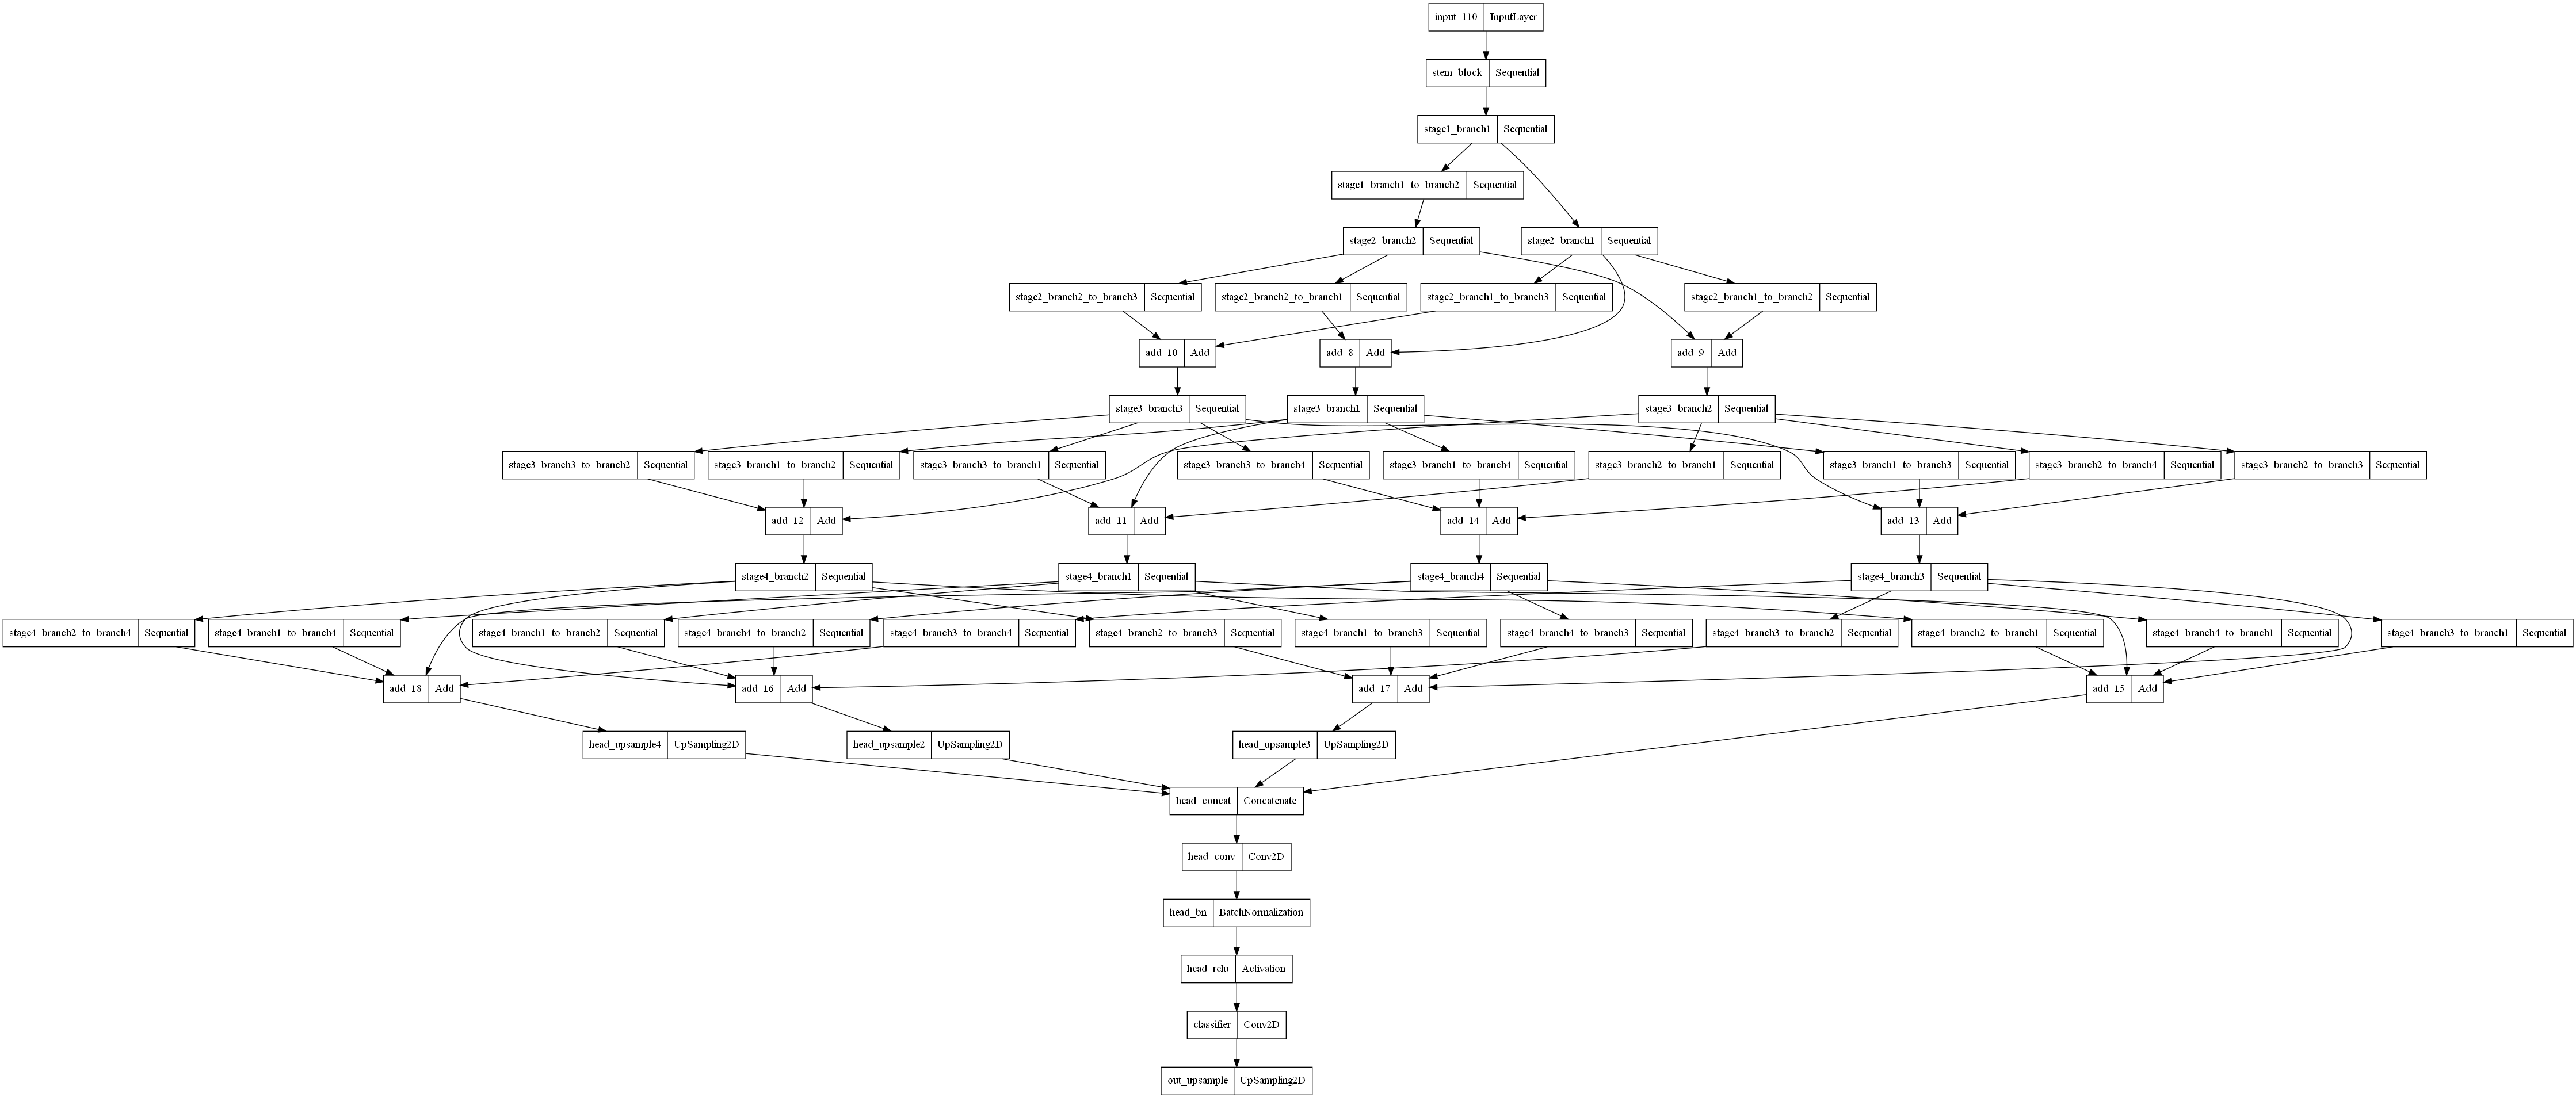 input_110 InputLayer
stem_block Sequential
stage1_branch1 Sequential
stage1_branch1_to_branch2 Sequential
stage2_branch2 Sequential
stage2_branch1 Sequential
stage2_branch2_to_branch3 Sequential
stage2_branch2_to_branch1 Sequential
stage2_branch1_to_branch3 Sequential
stage2_branch1_to_branch2 Sequential
add_10 Add
add_8 Add
add_9 Add
stage3_branch3 Sequential
stage3_branch1 Sequential
stage3_branch2 Sequential
stage3_branch3_to_branch2 Sequential
stage3_branch1_to_branch2 Sequential
stage3_branch3_to_branch1 Sequential
stage3_branch3_to_branch4 Sequential
stage3_branch1_to_branch4 Sequential
stage3_branch2_to_branch1 Sequential
stage3_branch1_to_branch3 Sequential
stage3_branch2_to_branch4 Sequential
stage3_branch2_to_branch3 Sequential
add_12 Add
add_11 Add
add_14 Add
add_13 Add
stage4_branch2 Sequential
stage4_branch1 Sequential
stage4_branch4 Sequential
stage4_branch3 Sequential
stage4_branch2_to_branch4 Sequential
stage4_branch1_to_branch4 Sequential
stage4_branch1_to_branch2 Sequential
stage4_branch4_to_branch2 Sequential
stage4_branch3_to_branch4 Sequential
stage4_branch2_to_branch3 Sequential
stage4_branch1_to_branch3 Sequential
stage4_branch4_to_branch3 Sequential
stage4_branch3_to_branch2 Sequential
stage4_branch2_to_branch1 Sequential
stage4_branch4_to_branch1 Sequential
stage4_branch3_to_branch1 Sequential
add_18 Add
add_16 Add
add_17 Add
add_15 Add
head_upsample4 UpSampling2D
head_upsample2 UpSampling2D
head_upsample3 UpSampling2D
head_concat Concatenate
head_conv Conv2D
head_bn BatchNormalization
head_relu Activation
classifier Conv2D
out_upsample UpSampling2D